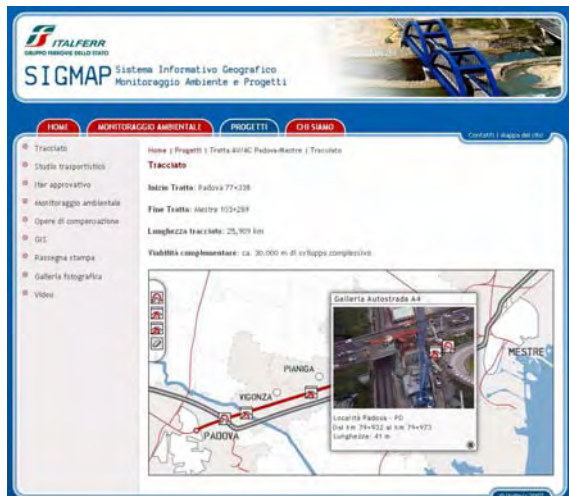 ITALFERR
GRUPPO FERROVIE DELLO STATO
SIGMAP Sistema Informativo Geografico
Monitoraggio Ambiente e Progetti
HOME
MONITORAGGIO AMBIENTALE
PROGETTI
CHI SIAMO
Contatti | Mappa del sito
Tracciato
Studio trasportistico
Iter approvativo
Monitoraggio ambientale
Opere di compensazione
GIS
Rassegna stampa
Galleria fotografica
Video
Home | Progetti | Tratta AV/AC Padova-Mestre | Tracciato
Tracciato
Inizio Tratta: Padova 77+338
Fine Tratta: Mestre 103+289
Lunghezza tracciato: 25,909 km
Viabilità complementare: ca. 30.000 m di sviluppo complessivo
Galleria Autostrada A4
MESTRE
PIANIGA
VIGONZA
PADOVA
Località Padova - PD
Dal km 79+932 al km 79+973
Lunghezza: 41 m